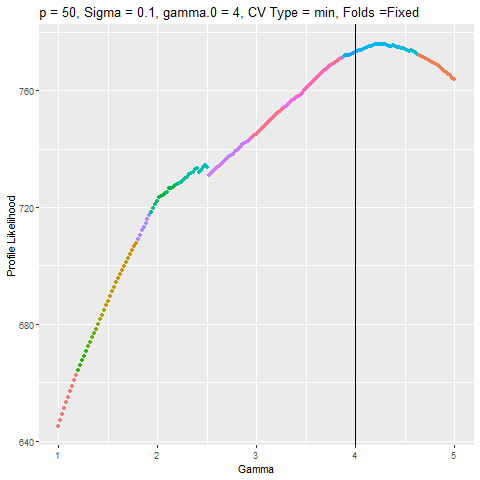 p = 50, Sigma = 0.1, gamma.0 = 4, CV Type = min, Folds =Fixed
Profile Likelihood
760
720
680
640
1 2 3 4 5
Gamma